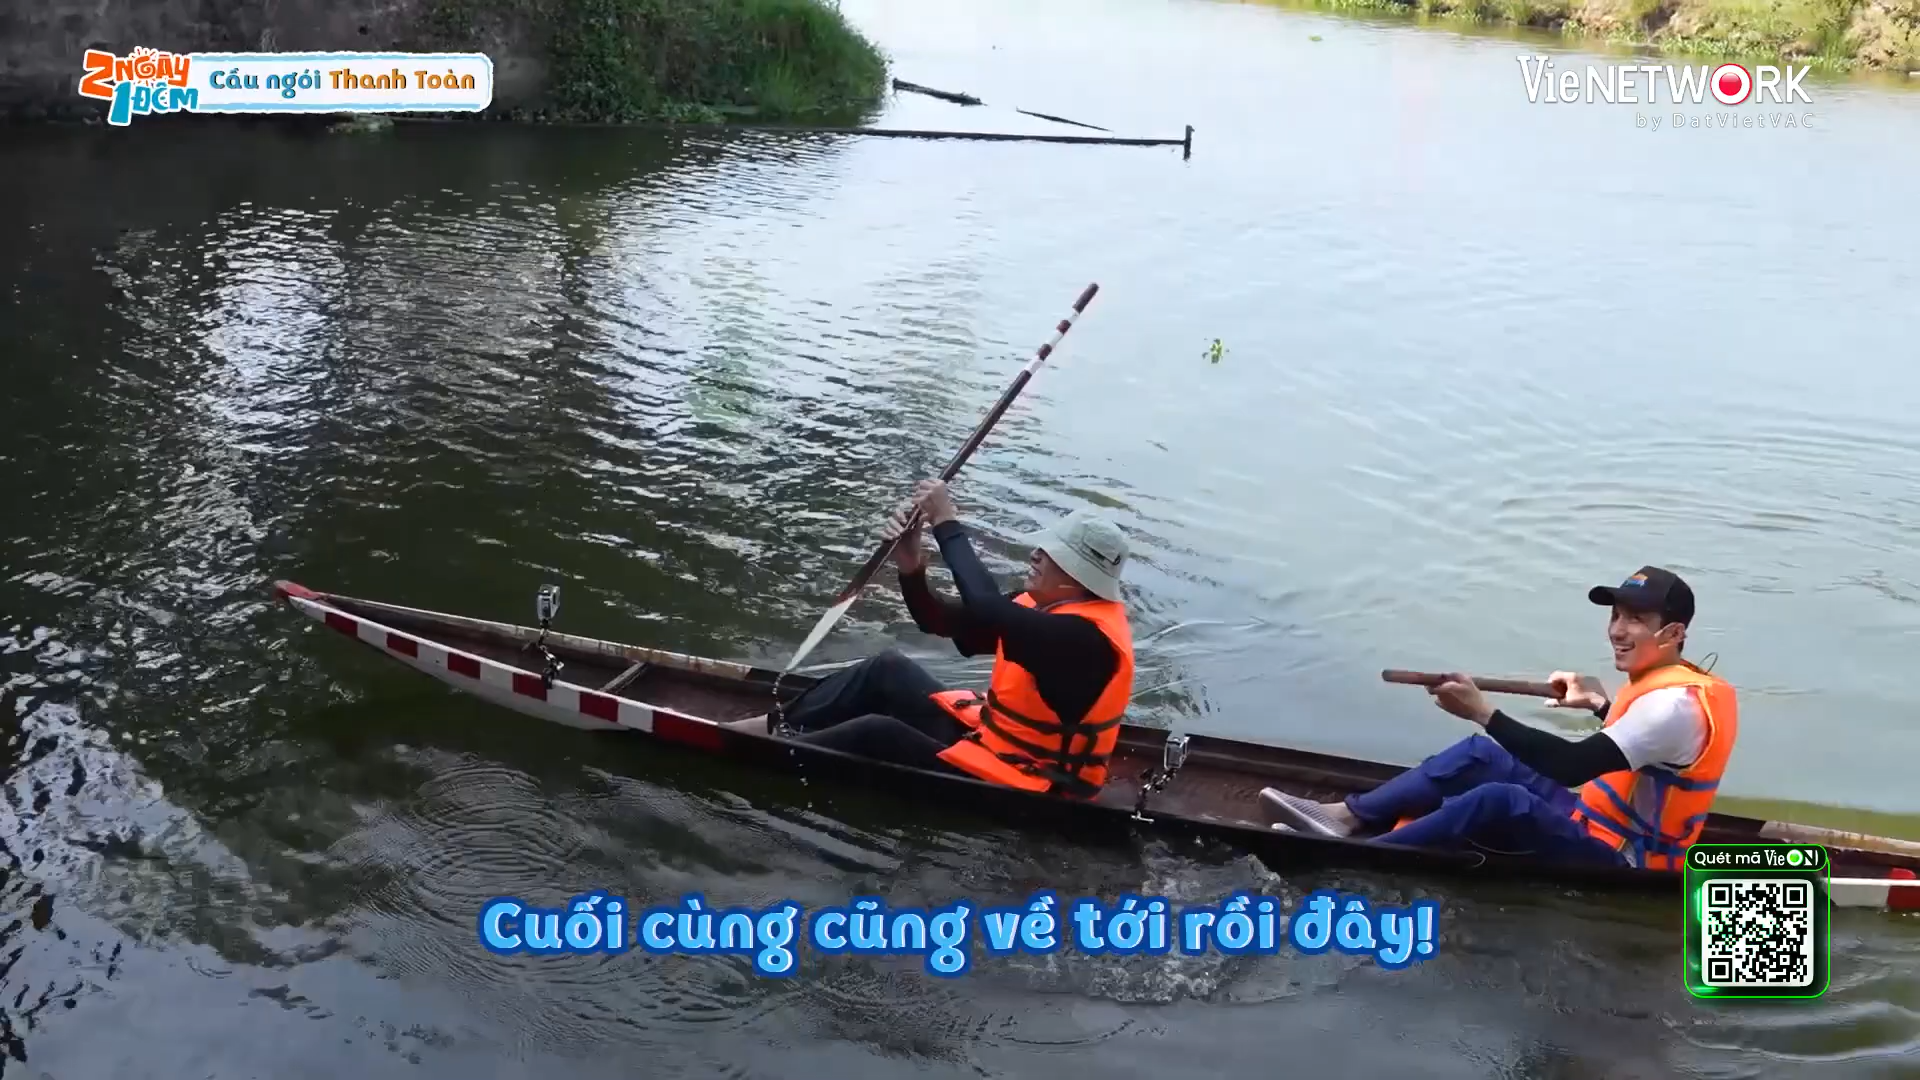 2 NGÀY
1 ĐÊM
Cầu ngói Thanh Toàn
VieNETWORK
by DatVietVAC
Cuối cùng cũng về tới rồi đây!
Quét mã VieON